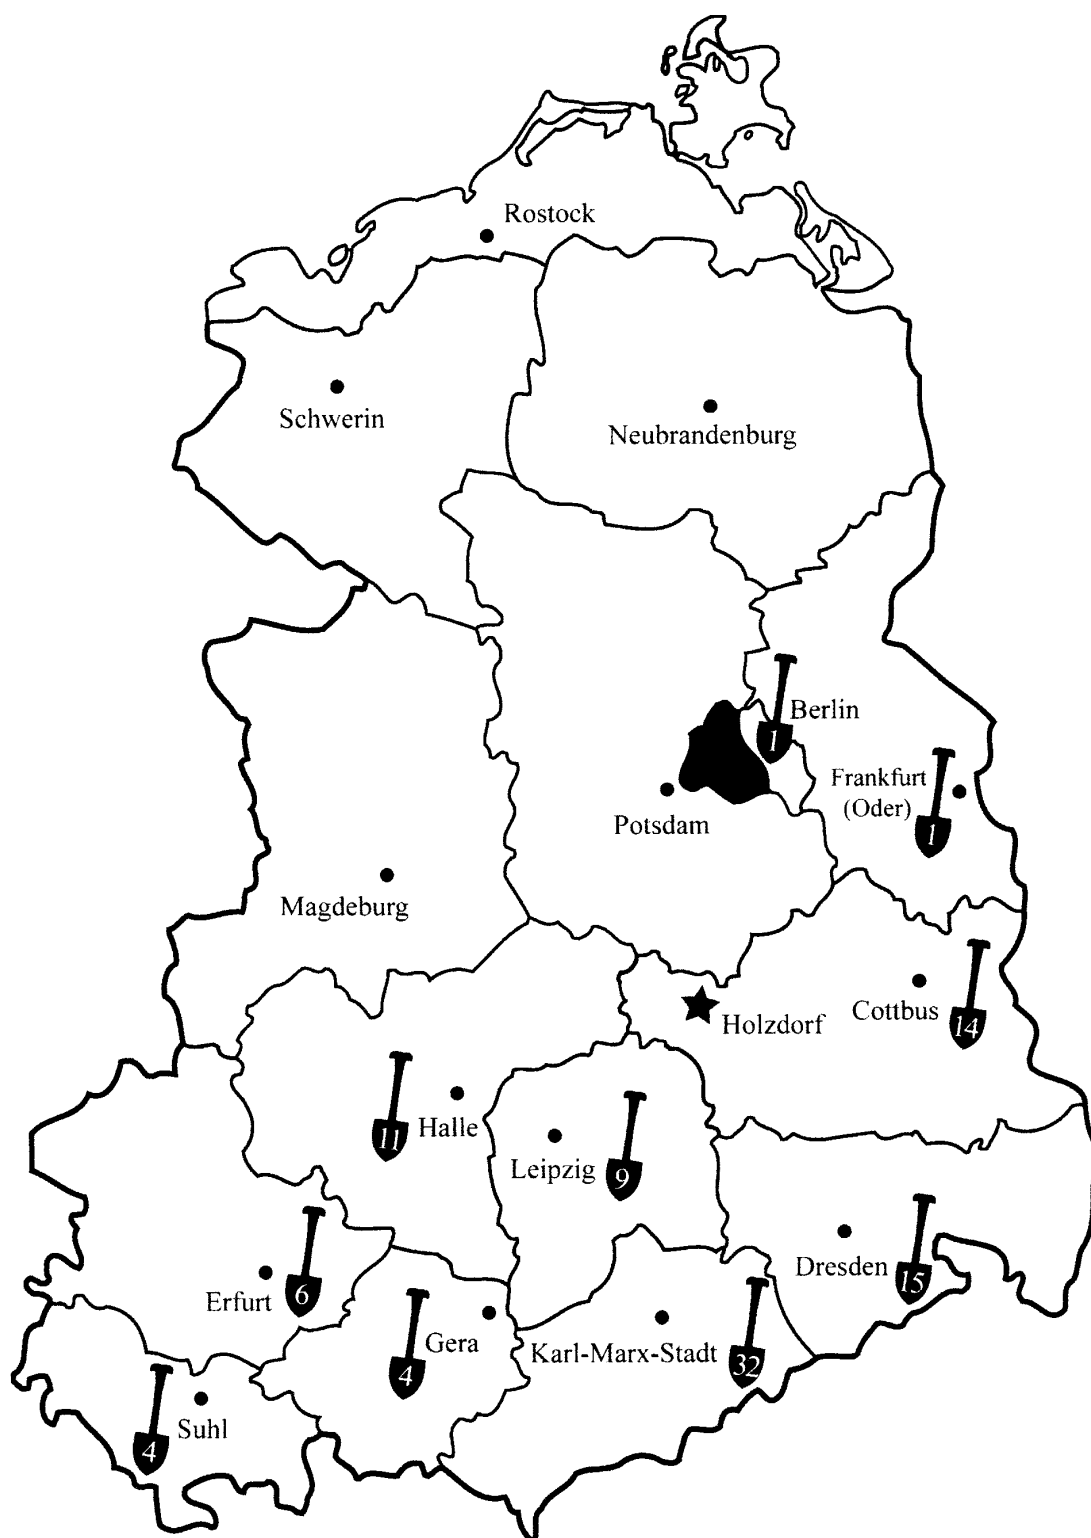 Rostock
Schwerin
Neubrandenburg
Berlin
1
Frankfurt
(Oder)
1
Potsdam
Magdeburg
Holzdorf
Cottbus
14
Halle
11
Leipzig
9
Dresden
15
Erfurt
6
Gera
4
Karl-Marx-Stadt
32
Suhl
4